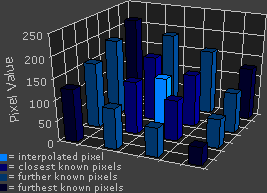 250
200
150
100
50
0
Pixel Value
= interpolated pixel
= closest known pixels
= further known pixels
= furthest known pixels